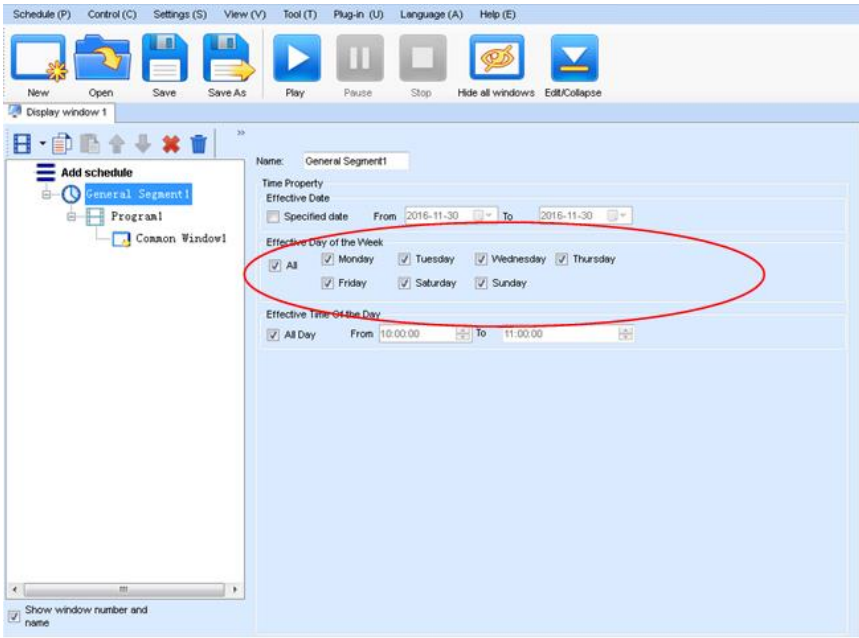 Schedule (P) Control (C) Settings (S) View (V) Tool (T) Plug-in (U) Language (A) Help (E)
New Open Save Save As Play Pause Stop Hide all windows Edit/Collapse
Display window 1
Add schedule
General Segment1
Program1
Common Window1
Show window number and
name
Name: General Segment1
Time Property
Effective Date
Specified date From 2016-11-30 To 2016-11-30
Effective Day of the Week
All Monday Tuesday Wednesday Thursday
Friday Saturday Sunday
Effective Time Of the Day
All Day From 10:00:00 To 11:00:00